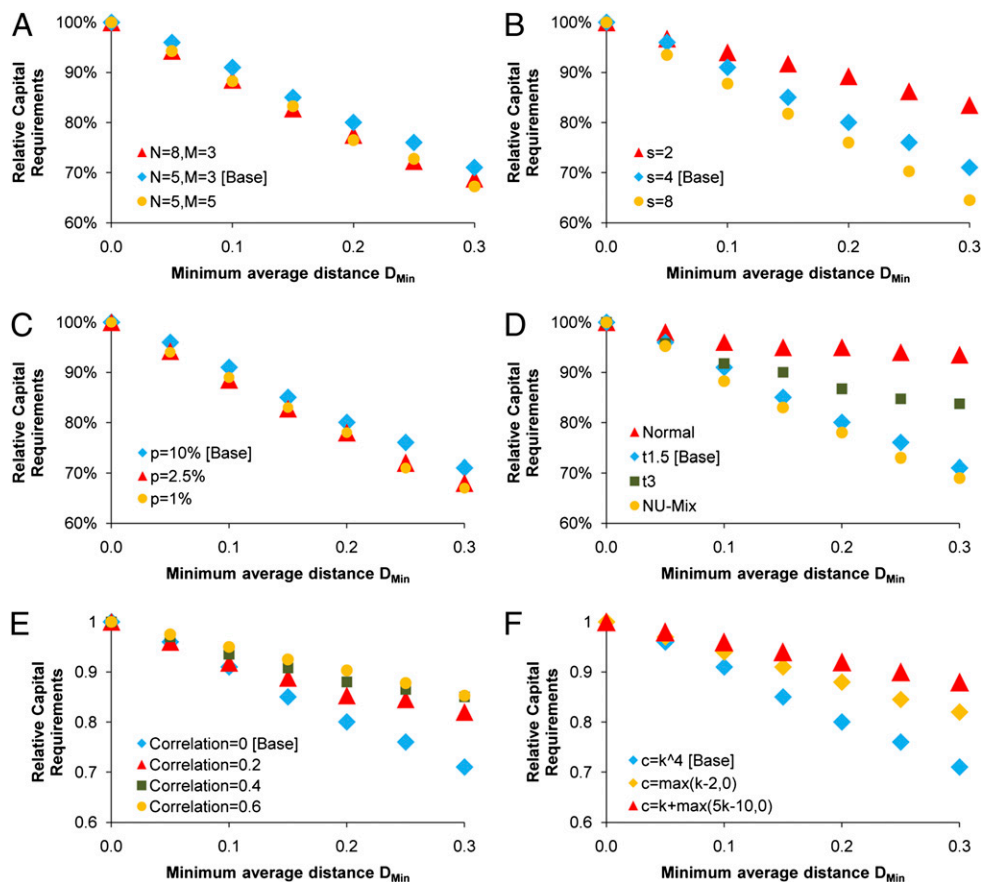 A
Relative Capital
Requirements
100%
90%
80%
70%
60%
N=8,M=3
N=5,M=3 [Base]
N=5,M=5
0.0
0.1
0.2
0.3
Minimum average distance DMin
B
Relative Capital
Requirements
100%
90%
80%
70%
60%
s=2
s=4 [Base]
s=8
0.0
0.1
0.2
0.3
Minimum average distance DMin
C
Relative Capital
Requirements
100%
90%
80%
70%
60%
p=10% [Base]
p=2.5%
p=1%
0.0
0.1
0.2
0.3
Minimum average distance DMin
D
Relative Capital
Requirements
100%
90%
80%
70%
60%
Normal
t1.5 [Base]
t3
NU-Mix
0.0
0.1
0.2
0.3
Minimum average distance DMin
E
Relative Capital
Requirements
1
0.9
0.8
0.7
0.6
Correlation=0 [Base]
Correlation=0.2
Correlation=0.4
Correlation=0.6
0.0
0.1
0.2
0.3
Minimum average distance DMin
F
Relative Capital
Requirements
1
0.9
0.8
0.7
0.6
c=k^4 [Base]
c=max(k-2,0)
c=k+max(5k-10,0)
0.0
0.1
0.2
0.3
Minimum average distance DMin